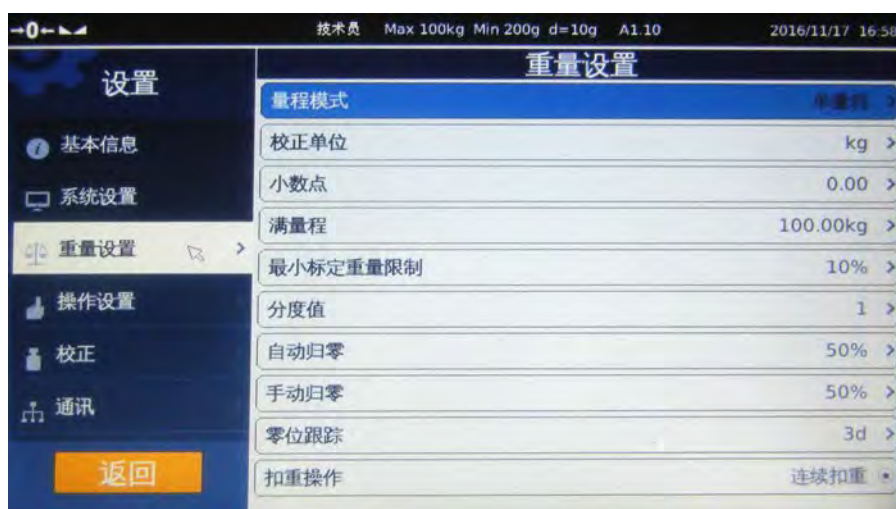 →0← 技术员 Max 100kg Min 200g d=10g A1.10 2016/11/17 16:58
设置
基本信息
系统设置
重量设置
操作设置
校正
通讯
返回
重量设置
量程模式 单量程
校正单位 kg
小数点 0.00
满量程 100.00kg
最小标定重量限制 10%
分度值 1
自动归零 50%
手动归零 50%
零位跟踪 3d
扣重操作 连续扣重